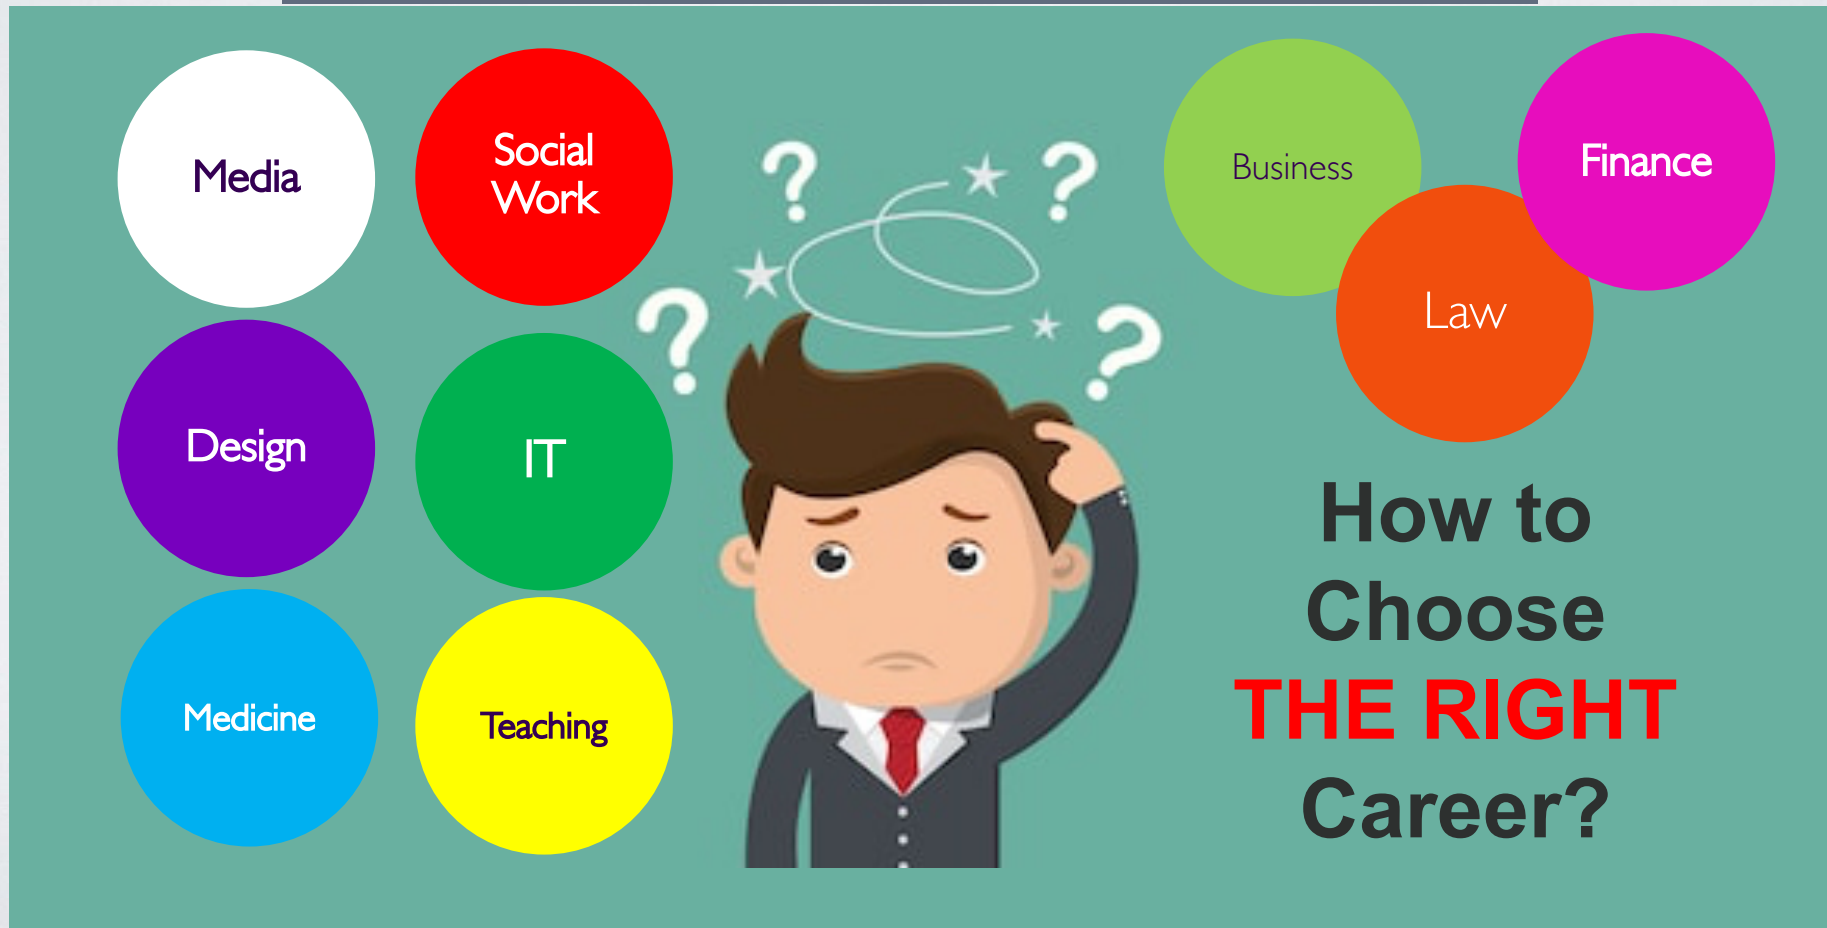 Media
Social
Work
Business
Finance
Law
Design
IT
Medicine
Teaching
How to
Choose
THE RIGHT
Career?